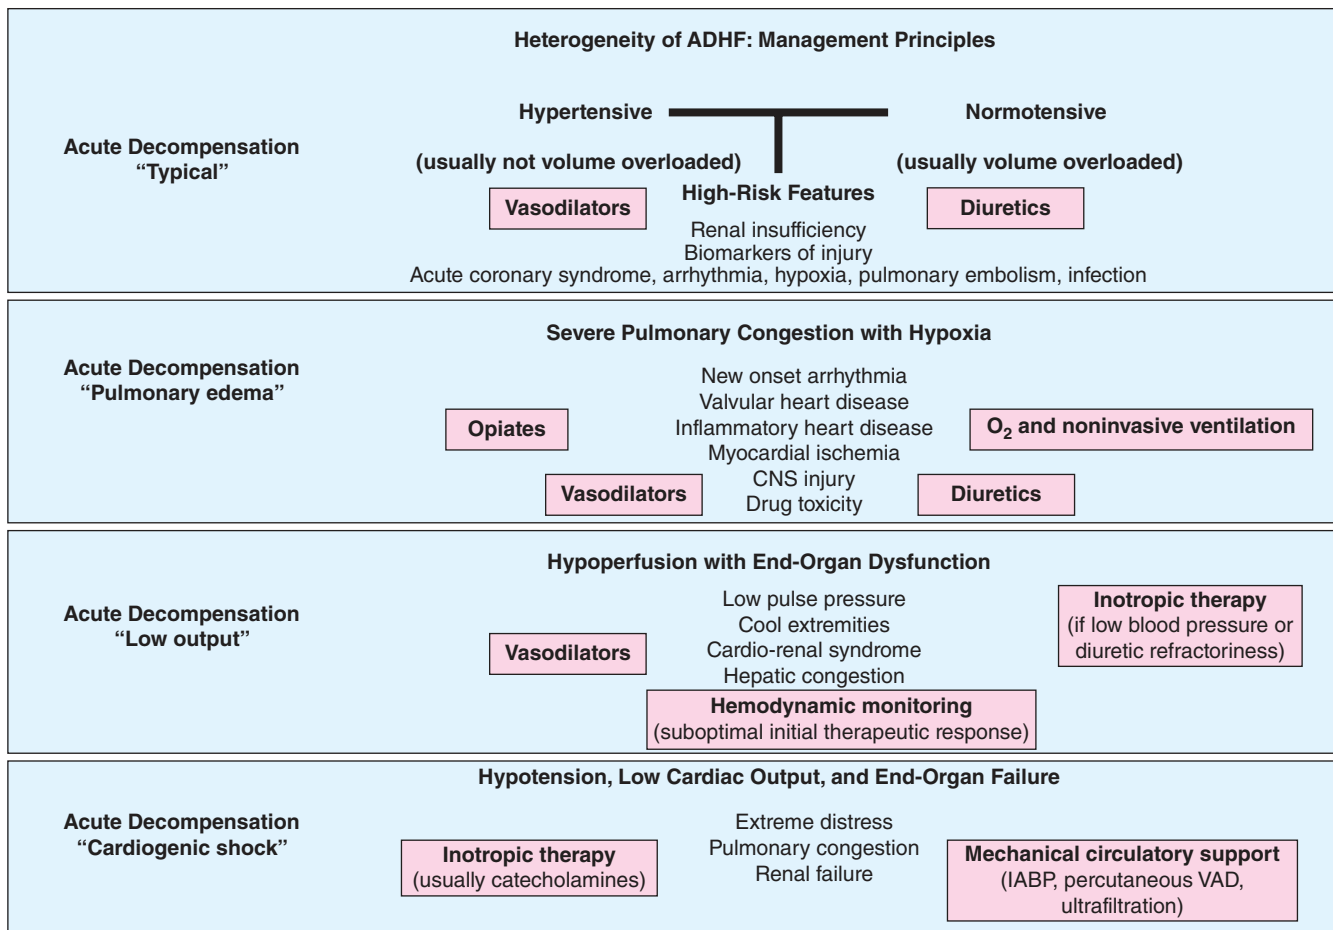 Heterogeneity of ADHF: Management Principles
Acute Decompensation
“Typical”
Hypertensive
Normotensive
(usually not volume overloaded)
(usually volume overloaded)
Vasodilators
High-Risk Features
Diuretics
Renal insufficiency
Biomarkers of injury
Acute coronary syndrome, arrhythmia, hypoxia, pulmonary embolism, infection
Severe Pulmonary Congestion with Hypoxia
Acute Decompensation
“Pulmonary edema”
New onset arrhythmia
Valvular heart disease
Inflammatory heart disease
Myocardial ischemia
CNS injury
Drug toxicity
Opiates
O₂ and noninvasive ventilation
Vasodilators
Diuretics
Hypoperfusion with End-Organ Dysfunction
Acute Decompensation
“Low output”
Low pulse pressure
Cool extremities
Cardio-renal syndrome
Hepatic congestion
Vasodilators
Inotropic therapy
(if low blood pressure or
diuretic refractoriness)
Hemodynamic monitoring
(suboptimal initial therapeutic response)
Hypotension, Low Cardiac Output, and End-Organ Failure
Acute Decompensation
“Cardiogenic shock”
Extreme distress
Pulmonary congestion
Renal failure
Inotropic therapy
(usually catecholamines)
Mechanical circulatory support
(IABP, percutaneous VAD,
ultrafiltration)